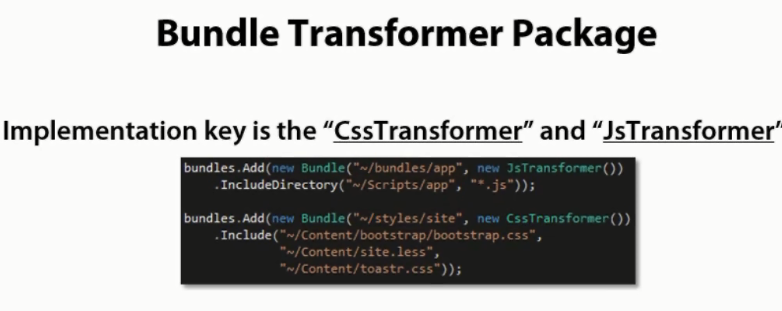 Bundle Transformer Package
Implementation key is the “CssTransformer” and “JsTransformer”
bundles.Add(new Bundle("~/bundles/app", new JsTransformer())
.IncludeDirectory("~/Scripts/app", "*.js"));
bundles.Add(new Bundle("~/styles/site", new CssTransformer())
.Include("~/Content/bootstrap/bootstrap.css",
"~/Content/site.less",
"~/Content/toastr.css"));